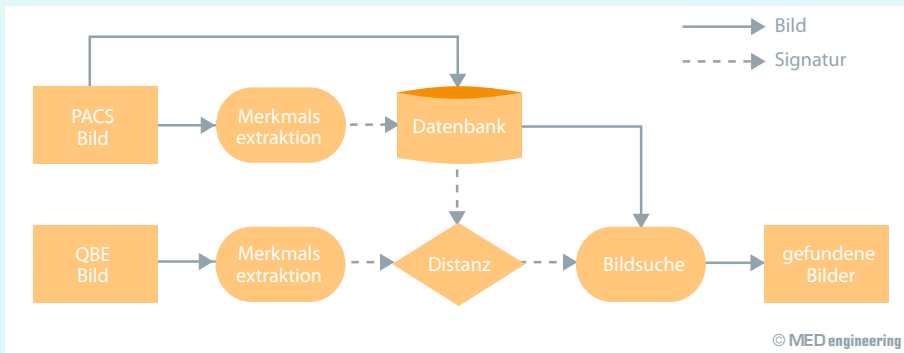 Bild
Signatur
PACS
Bild
Merkmals
extraktion
Datenbank
QBE
Bild
Merkmals
extraktion
Distanz
Bildsuche
gefundene
Bilder
© MED engineering